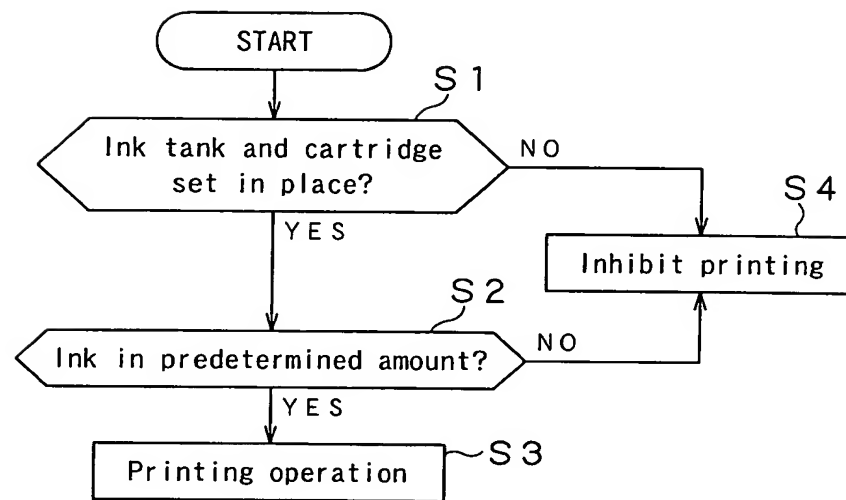 START
S1
Ink tank and cartridge
set in place?
NO
YES
S4
Inhibit printing
S2
Ink in predetermined amount?
NO
YES
S3
Printing operation